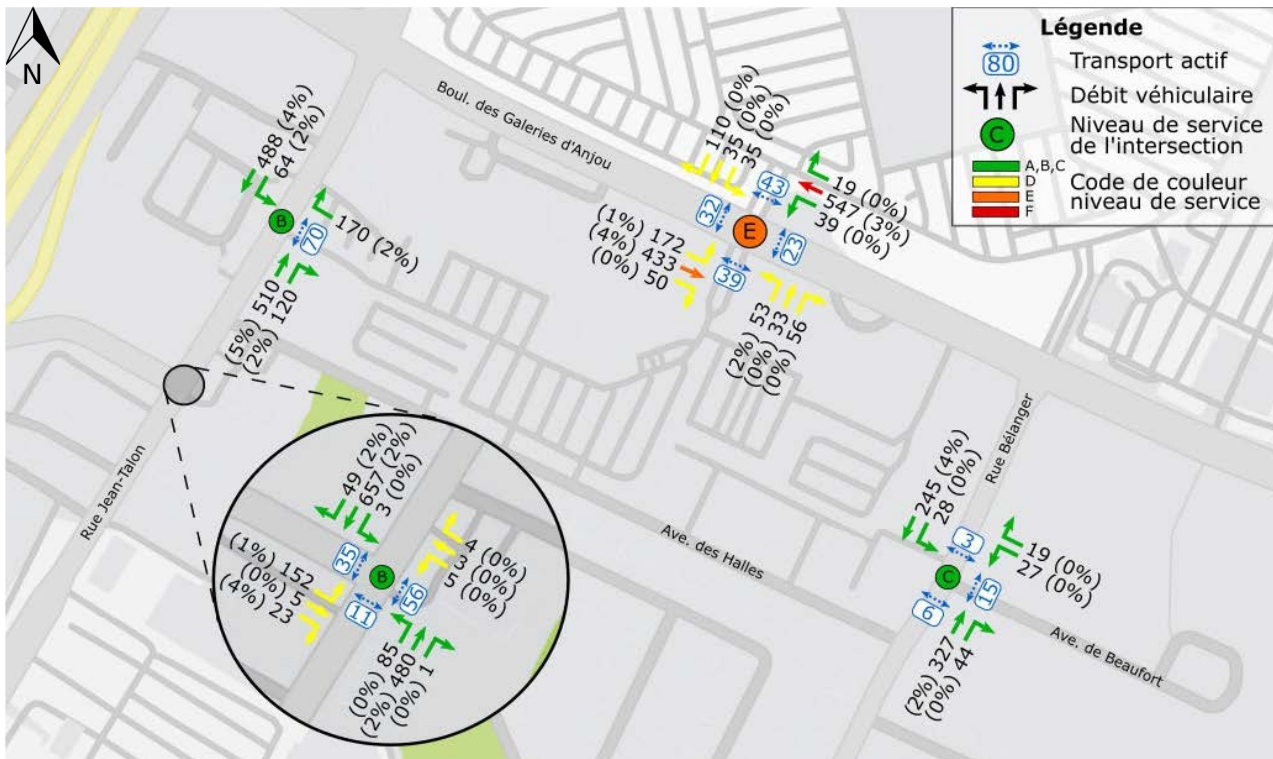 N
Légende
80 Transport actif
Débit véhiculaire
C Niveau de service
de l'intersection
A,B,C
D
E
F
Code de couleur
niveau de service
Boul. des Galeries d'Anjou
110 (0%)
35 (0%)
35 (0%)
43
19 (0%)
547 (3%)
39 (0%)
32
E
23
39
(1%) 172
(4%) 433
(0%) 50
(2%) 53
(0%) 33
(0%) 56
488 (4%)
64 (2%)
B
70
170 (2%)
(5%) 510
(2%) 120
Rue Jean-Talon
49 (2%)
657 (2%)
3 (0%)
35
B
56
11
4 (0%)
3 (0%)
5 (0%)
(1%) 152
(0%) 5
(4%) 23
(0%) 85
(2%) 480
(0%) 1
Ave. des Halles
Rue Bélanger
245 (4%)
28 (0%)
3
C
15
6
19 (0%)
27 (0%)
(2%) 327
(0%) 44
Ave. de Beaufort